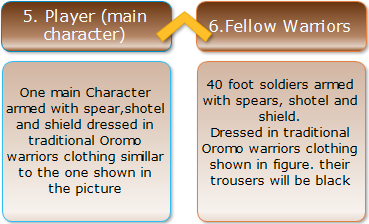 5. Player (main
character)
One main Character
armed with spear,shotel
and shield dressed in
traditional Oromo
warriors clothing simillar
to the one shown in
the picture
6.Fellow Warriors
40 foot soldiers armed
with spears, shotel and
shield.
Dressed in traditional
Oromo warriors clothing
shown in figure. their
trousers will be black